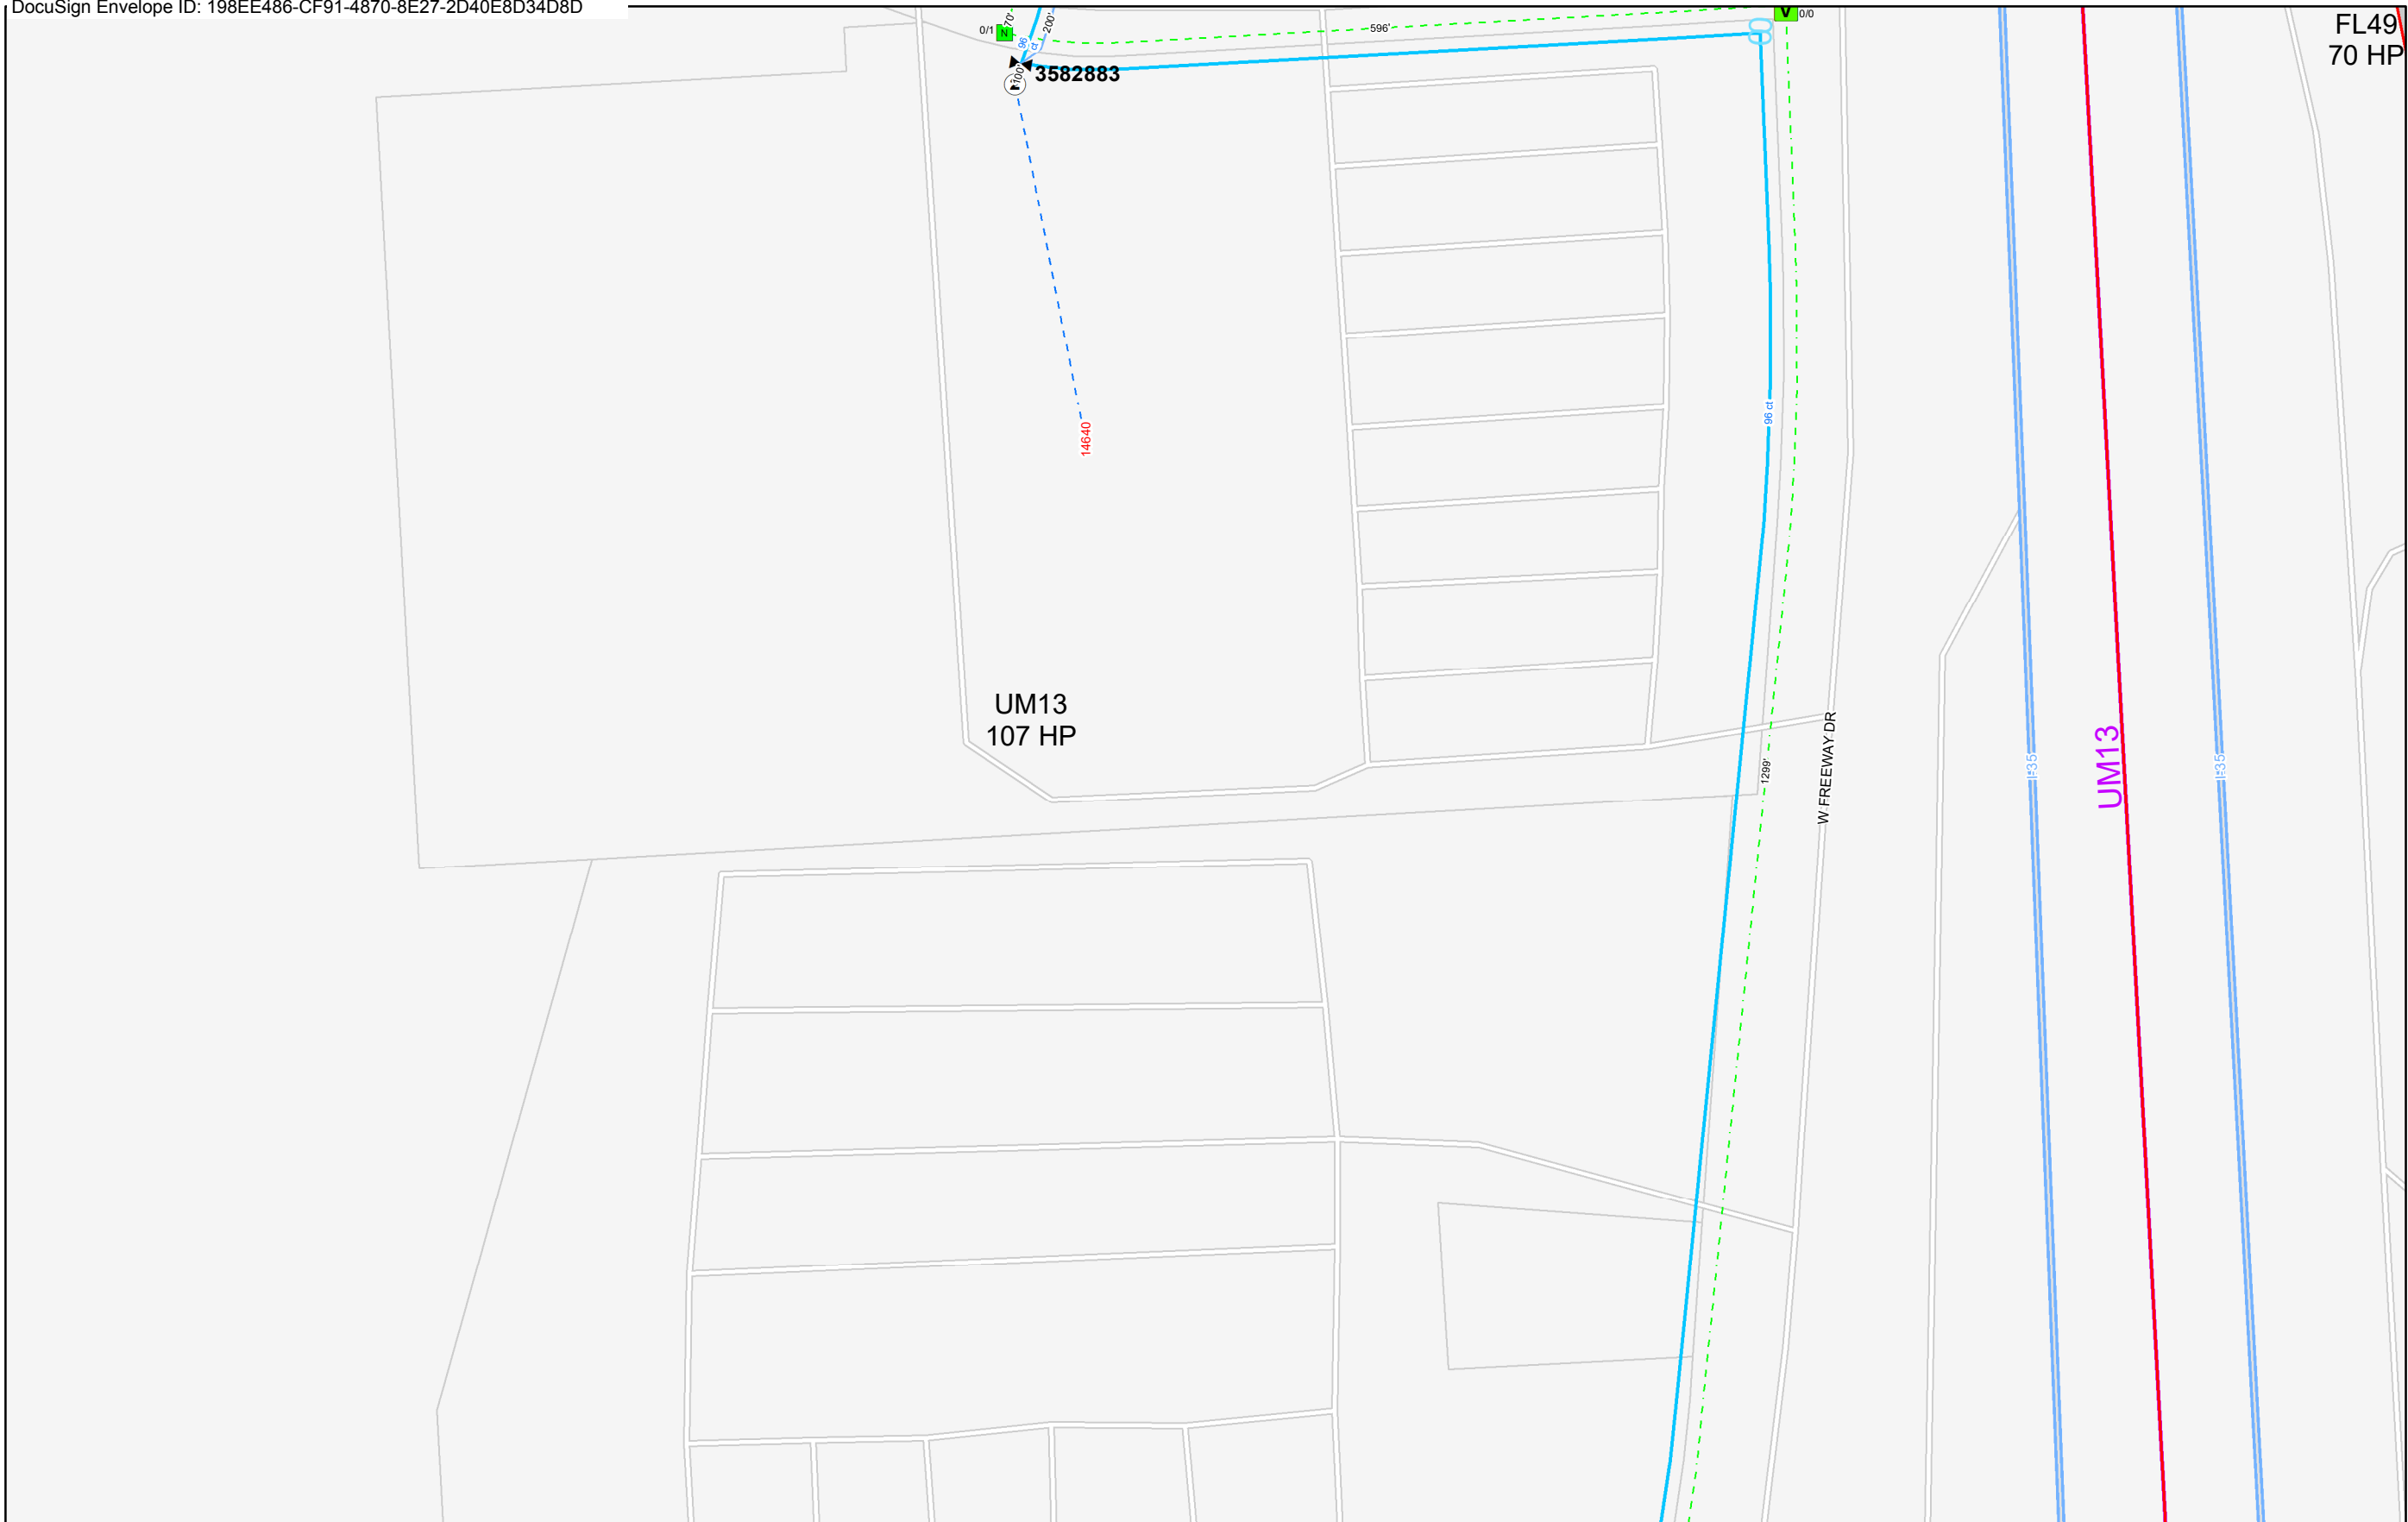 DocuSign Envelope ID: 198EE486-CF91-4870-8E27-2D40E8D34D8D
70'
200'
0/1
N
96 ct
596'
V
0/0
FL49
70 HP
3582883
100'
96 ct
14640
UM13
107 HP
1299'
W FREEWAY DR
I-35
UM13
I-35